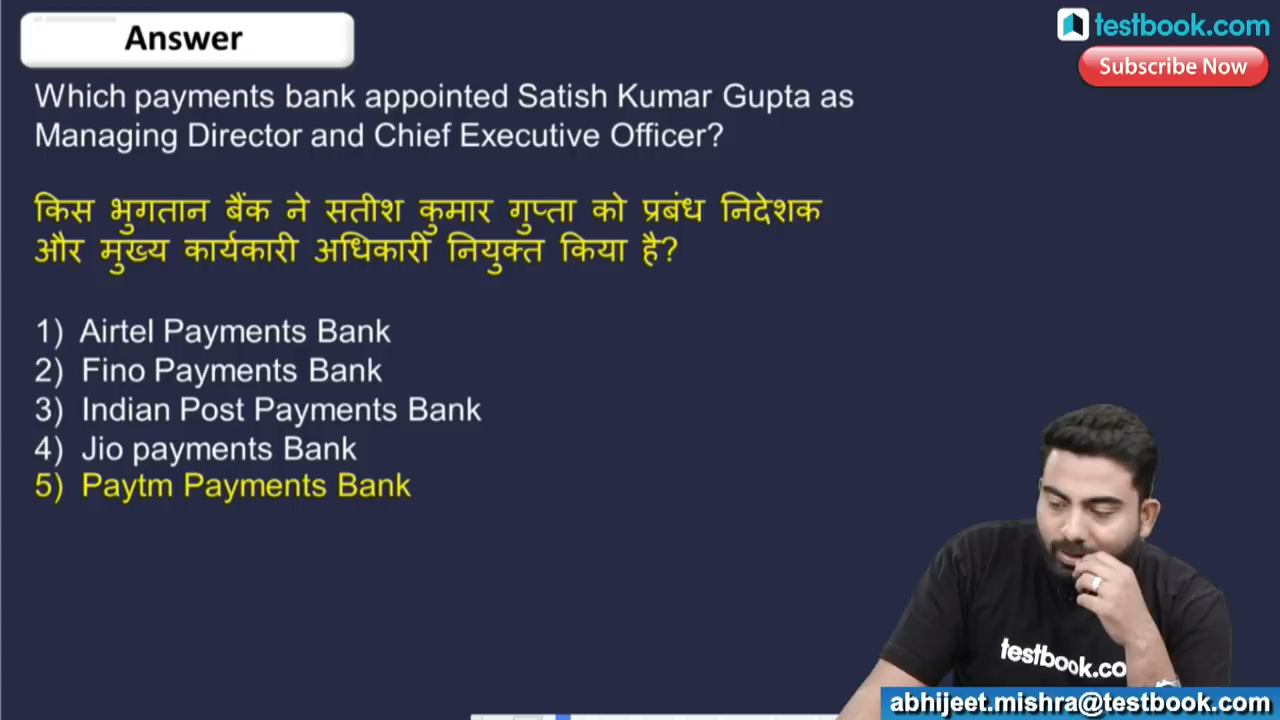 Answer
testbook.com
Subscribe Now
Which payments bank appointed Satish Kumar Gupta as
Managing Director and Chief Executive Officer?
किस भुगतान बैंक ने सतीश कुमार गुप्ता को प्रबंध निदेशक
और मुख्य कार्यकारी अधिकारी नियुक्त किया है?
1) Airtel Payments Bank
2) Fino Payments Bank
3) Indian Post Payments Bank
4) Jio payments Bank
5) Paytm Payments Bank
testbook.co
abhijeet.mishra@testbook.com